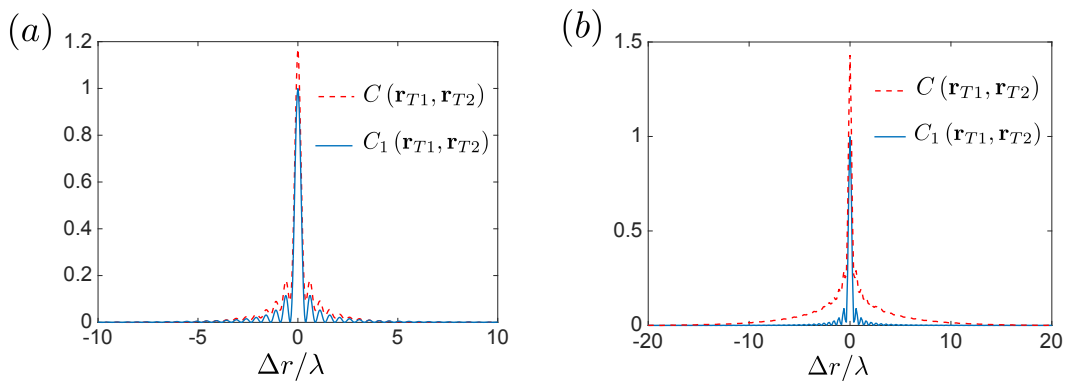 (a)
1.2
1
0.8
0.6
0.4
0.2
0
-10 -5 0 5 10
Δr/λ
C (r_{T1}, r_{T2})
C_1 (r_{T1}, r_{T2})
(b)
1.5
1
0.5
0
-20 -10 0 10 20
Δr/λ
C (r_{T1}, r_{T2})
C_1 (r_{T1}, r_{T2})